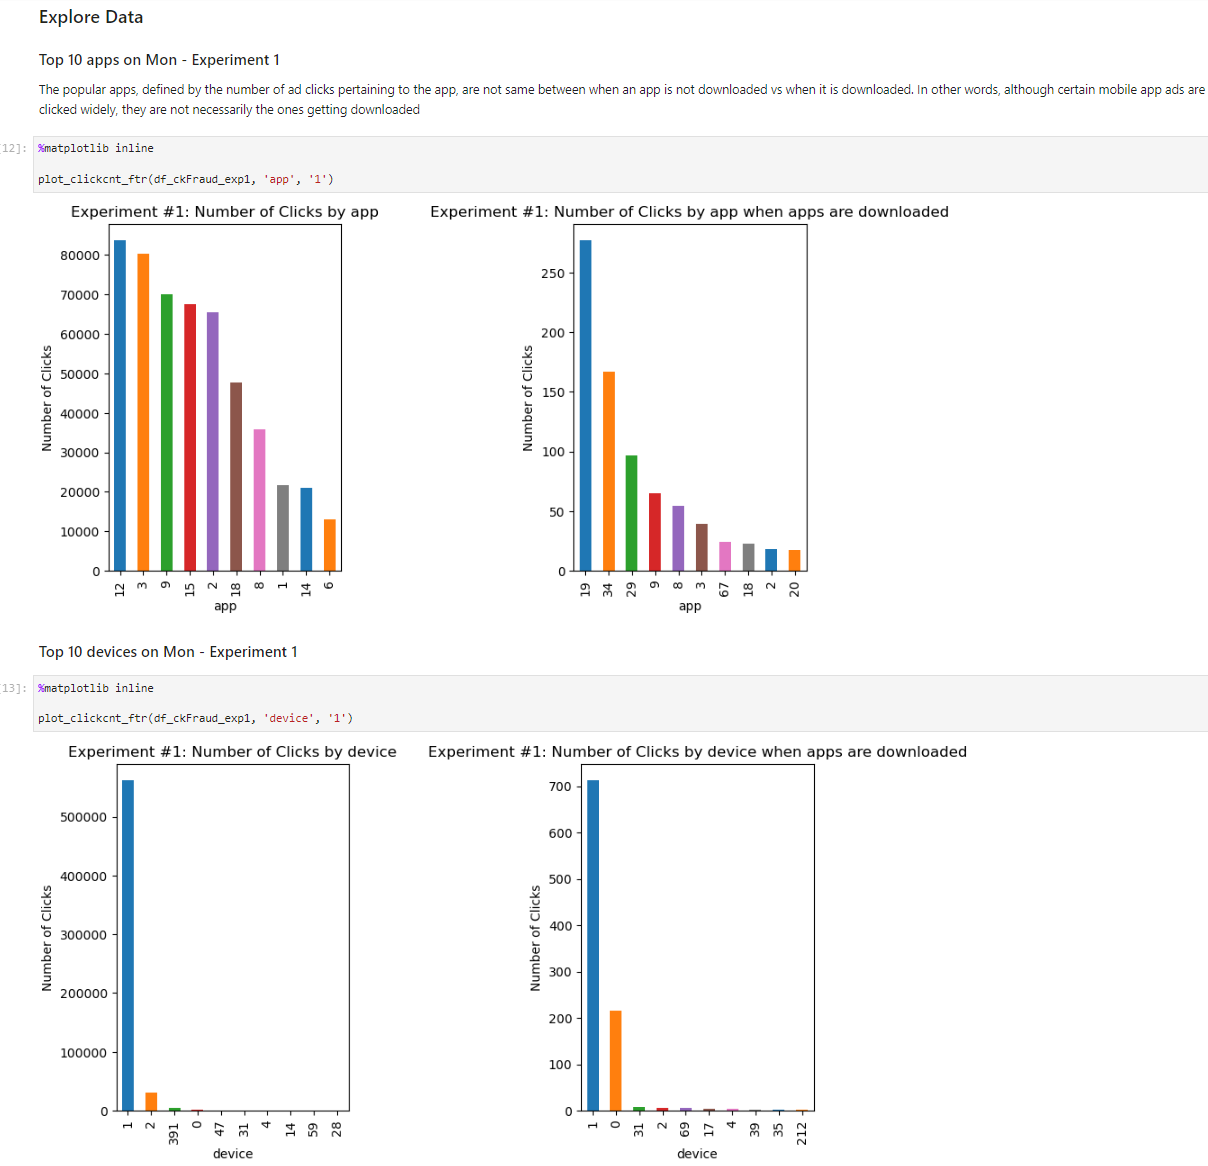 Explore Data
Top 10 apps on Mon - Experiment 1
The popular apps, defined by the number of ad clicks pertaining to the app, are not same between when an app is not downloaded vs when it is downloaded. In other words, although certain mobile app ads are
clicked widely, they are not necessarily the ones getting downloaded
12]:
%matplotlib inline
plot_clickcnt_ftr(df_ckFraud_exp1, 'app', '1')
Experiment #1: Number of Clicks by app
80000
70000
60000
50000
40000
30000
20000
10000
0
Number of Clicks
12 3 9 15 2 18 8 1 14 6
app
Experiment #1: Number of Clicks by app when apps are downloaded
250
200
150
100
50
0
Number of Clicks
19 34 29 9 8 3 67 18 2 20
app
Top 10 devices on Mon - Experiment 1
13]:
%matplotlib inline
plot_clickcnt_ftr(df_ckFraud_exp1, 'device', '1')
Experiment #1: Number of Clicks by device
500000
400000
300000
200000
100000
0
Number of Clicks
1 2 391 0 47 31 4 14 59 28
device
Experiment #1: Number of Clicks by device when apps are downloaded
700
600
500
400
300
200
100
0
Number of Clicks
1 0 31 2 69 17 4 39 35 212
device